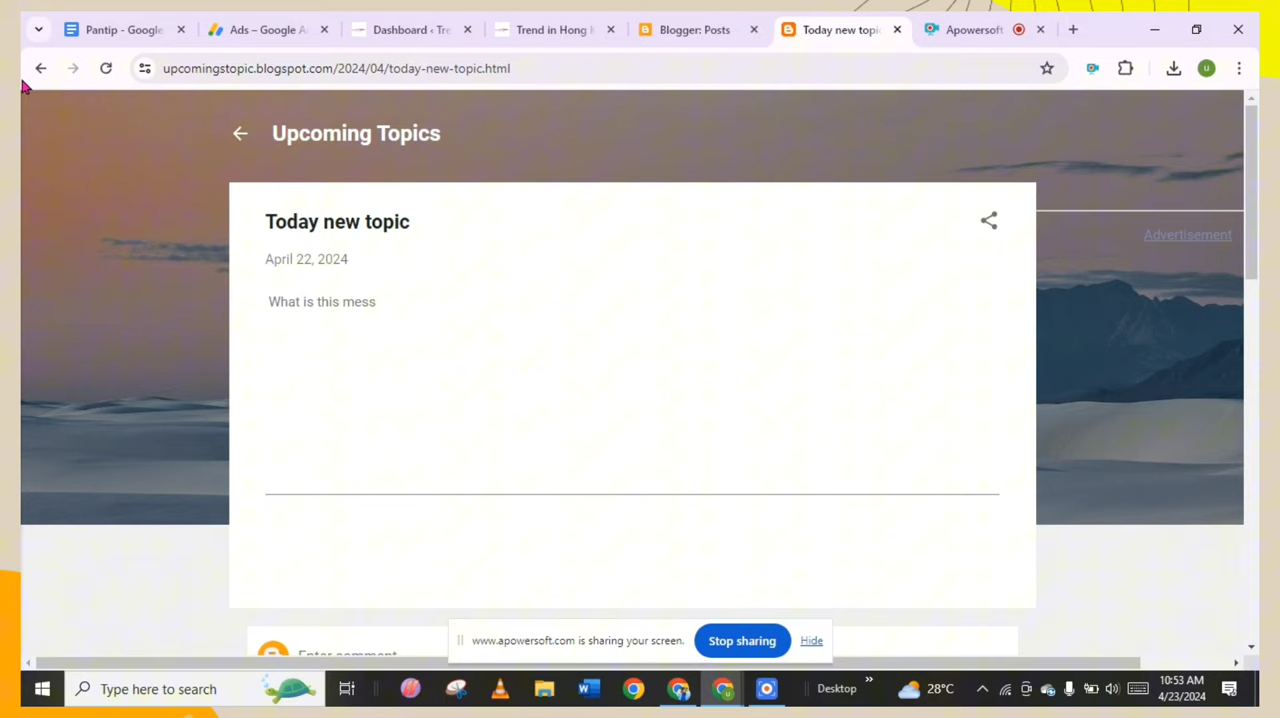 Pantip - Google
Ads – Google A
Dashboard ‹ Tre
Trend in Hong
Blogger: Posts
Today new topic
Apowersoft
upcomingstopic.blogspot.com/2024/04/today-new-topic.html
u
Upcoming Topics
Today new topic
April 22, 2024
Advertisement
What is this mess
Enter comment
www.apowersoft.com is sharing your screen.
Stop sharing
Hide
Type here to search
Desktop
28°C
10:53 AM
4/23/2024